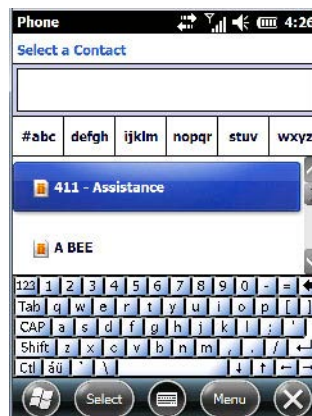 Phone 4:26
Select a Contact
#abc defgh ijklm nopqr stuv wxyz
411 - Assistance
A BEE
123 1 2 3 4 5 6 7 8 9 0 - =
Tab q w e r t y u i o p [ ]
CAP a s d f g h j k l ; '
Shift z x c v b n m , . /
Ctl áü ` \
Select Menu